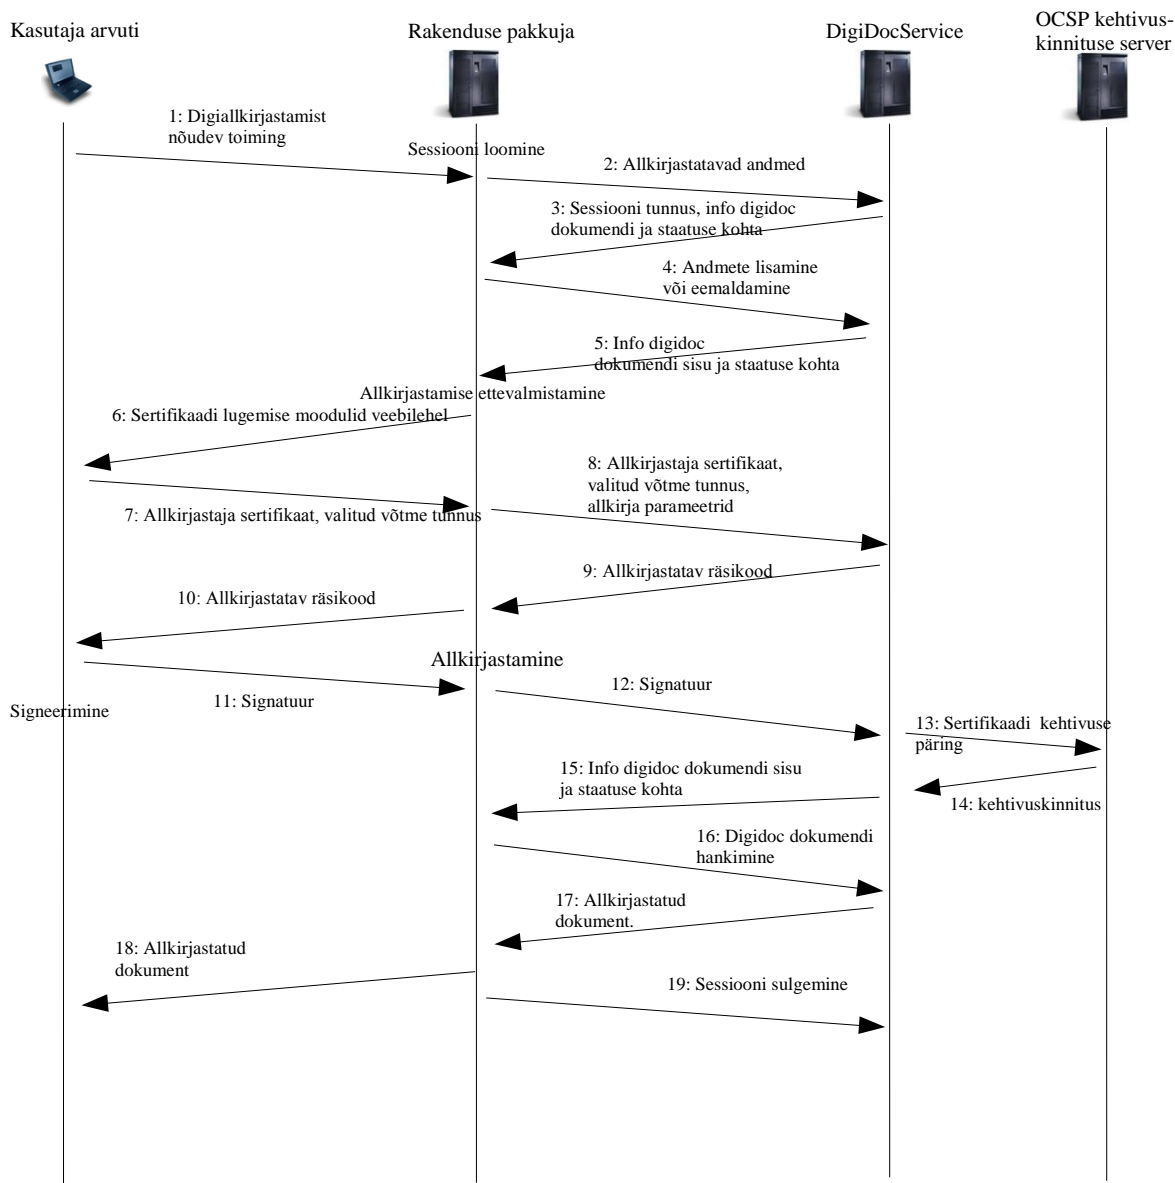 Kasutaja arvuti
Rakenduse pakkuja
DigiDocService
OCSP kehtivus-
kinnituse server
1: Digiallkirjastamist
nõudev toiming
Sessiooni loomine
2: Allkirjastatavad andmed
3: Sessiooni tunnus, info digidoc
dokumendi ja staatuse kohta
4: Andmete lisamine
või eemaldamine
5: Info digidoc
dokumendi sisu ja staatuse kohta
Allkirjastamise ettevalmistamine
6: Sertifikaadi lugemise moodulid veebilehel
7: Allkirjastaja sertifikaat, valitud võtme tunnus
8: Allkirjastaja sertifikaat,
valitud võtme tunnus,
allkirja parameetrid
9: Allkirjastatav räsikood
10: Allkirjastatav räsikood
Allkirjastamine
11: Signatuur
12: Signatuur
Signeerimine
13: Sertifikaadi kehtivuse
päring
14: kehtivuskinnitus
15: Info digidoc dokumendi sisu
ja staatuse kohta
16: Digidoc dokumendi
hankimine
17: Allkirjastatud
dokument.
18: Allkirjastatud
dokument
19: Sessiooni sulgemine